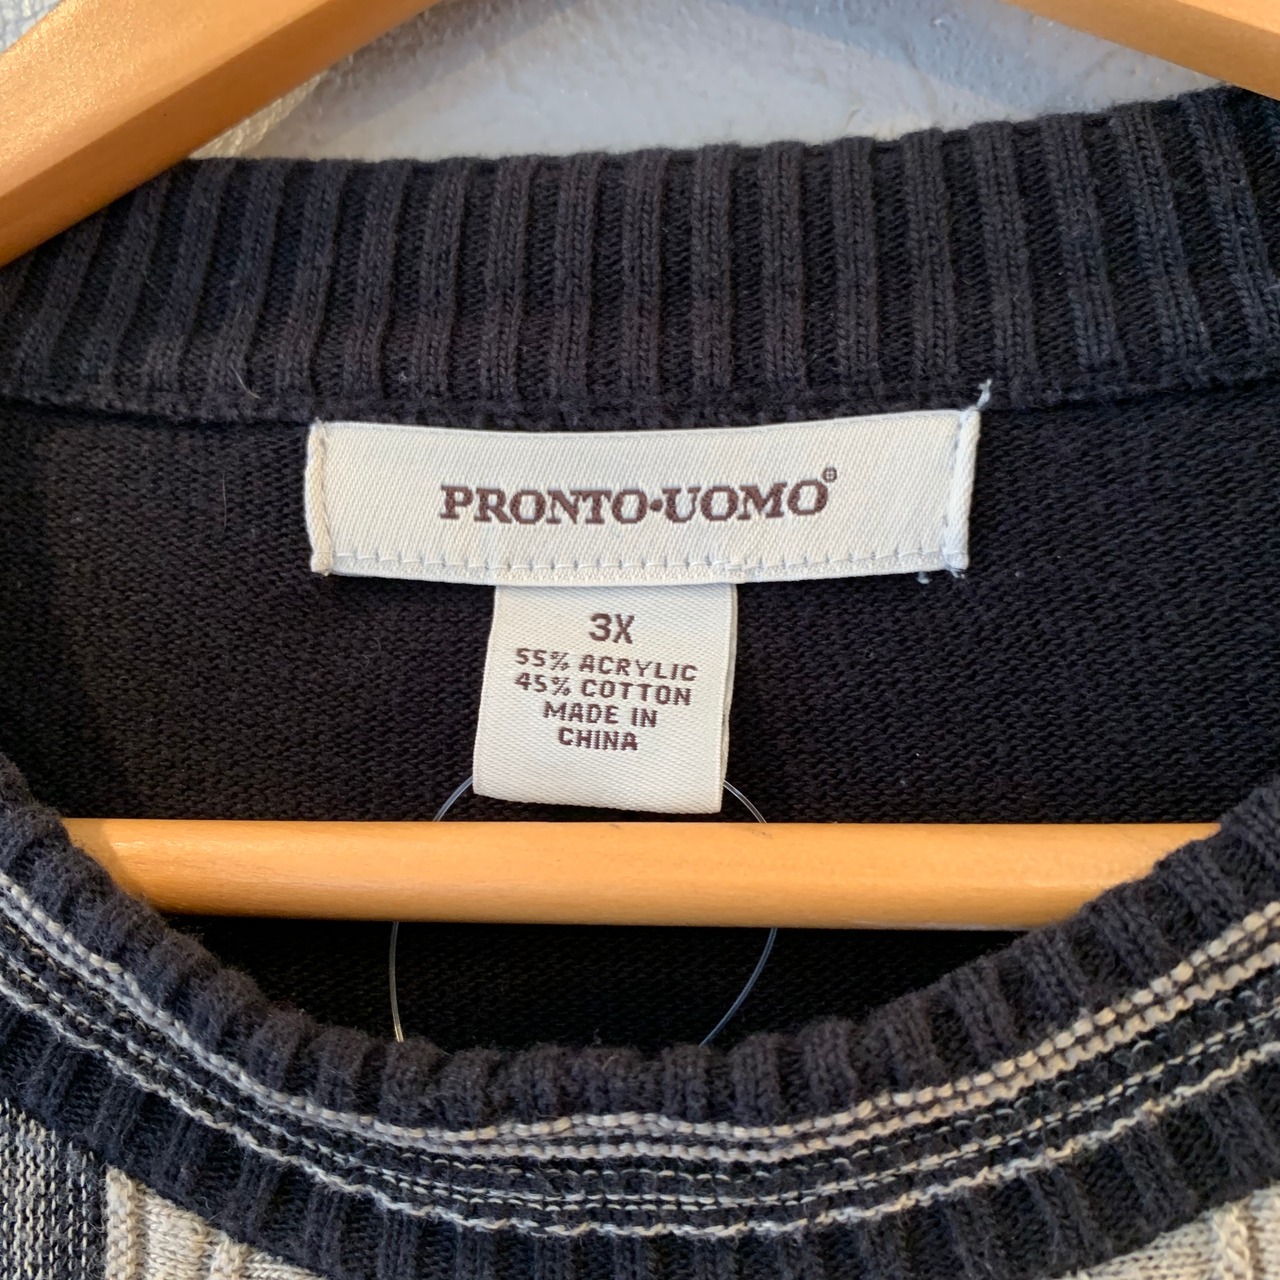 PRONTO•UOMO®
3X
55% ACRYLIC
45% COTTON
MADE IN
CHINA